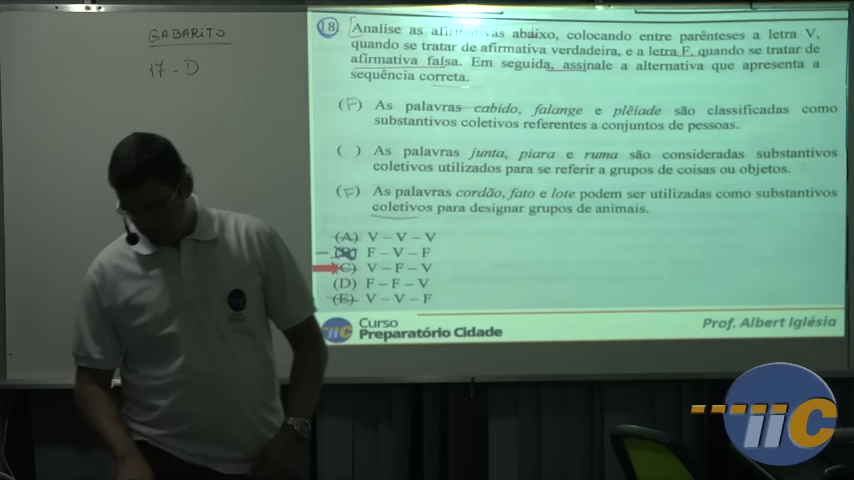 GABARITO
17 - D
18 Analise as afirmativas abaixo, colocando entre parênteses a letra V,
quando se tratar de afirmativa verdadeira, e a letra F, quando se tratar de
afirmativa falsa. Em seguida, assinale a alternativa que apresenta a
sequência correta.
(F) As palavras cabido, falange e plêiade são classificadas como
substantivos coletivos referentes a conjuntos de pessoas.
( ) As palavras junta, piara e ruma são consideradas substantivos
coletivos utilizados para se referir a grupos de coisas ou objetos.
(F) As palavras cordão, fato e lote podem ser utilizadas como substantivos
coletivos para designar grupos de animais.
(A) V – V – V
(B) F – V – F
(C) V – F – V
(D) F – F – V
(E) V – V – F
Curso
Preparatório Cidade
Prof. Albert Iglésia